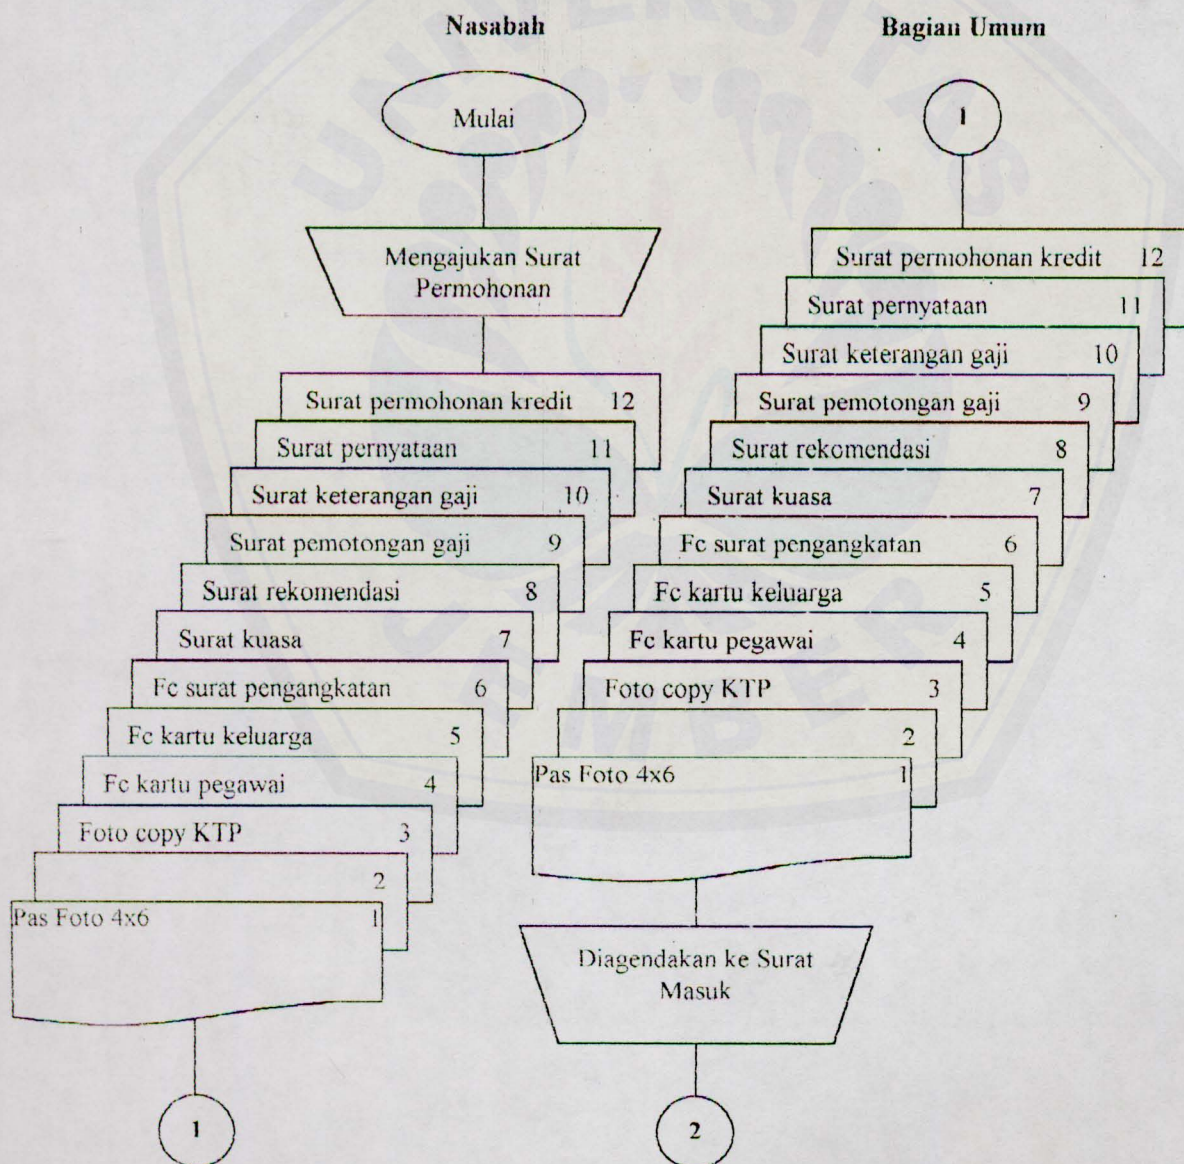 Nasabah
Mulai
Mengajukan Surat
Permohonan
Surat permohonan kredit 12
Surat pernyataan 11
Surat keterangan gaji 10
Surat pemotongan gaji 9
Surat rekomendasi 8
Surat kuasa 7
Fc surat pengangkatan 6
Fc kartu keluarga 5
Fc kartu pegawai 4
Foto copy KTP 3
2
Pas Foto 4x6 1
1
Bagian Umum
1
Surat permohonan kredit 12
Surat pernyataan 11
Surat keterangan gaji 10
Surat pemotongan gaji 9
Surat rekomendasi 8
Surat kuasa 7
Fc surat pengangkatan 6
Fc kartu keluarga 5
Fc kartu pegawai 4
Foto copy KTP 3
2
Pas Foto 4x6 1
Diagendakan ke Surat
Masuk
2
UNIVERSITAS
JEMBER